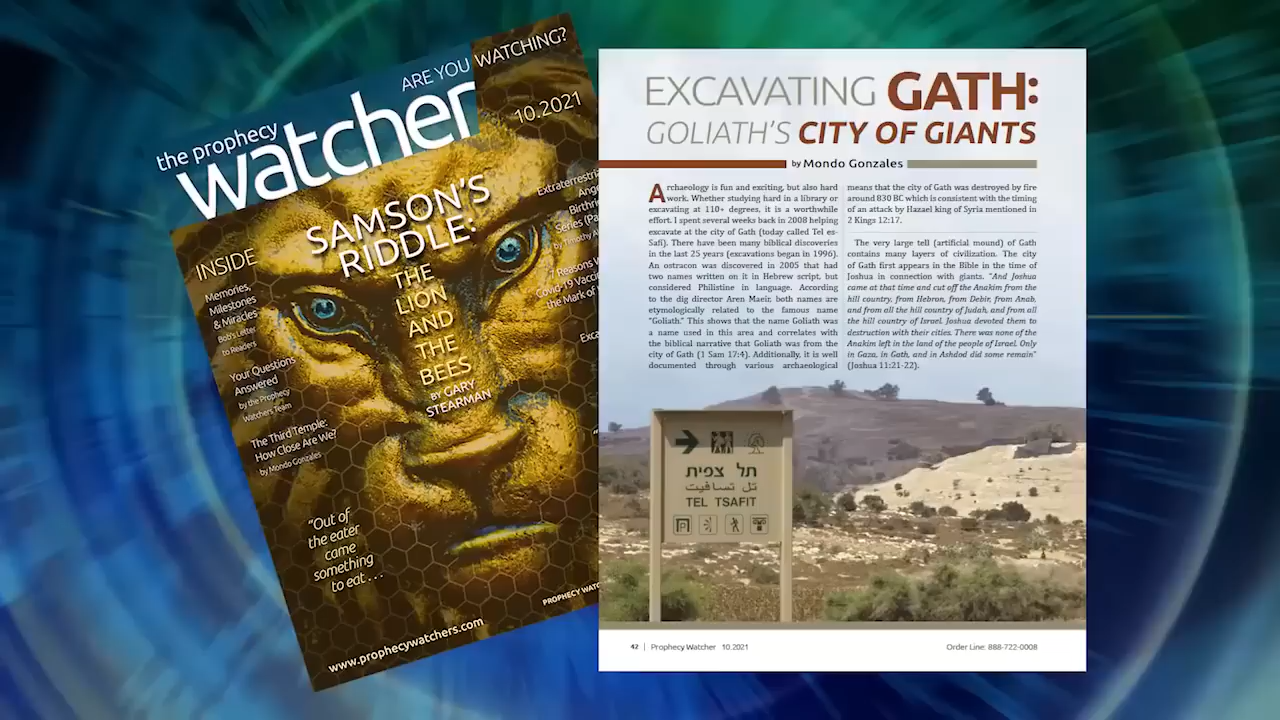 ARE YOU WATCHING?
the prophecy
watcher
10.2021
SAMSON'S
RIDDLE:
THE
LION
AND
THE
BEES
BY GARY
STEARMAN
INSIDE
Memories,
Milestones
& Miracles
Bob's Letter
to Readers
Your Questions
Answered
by the Prophecy
Watchers Team
The Third Temple:
How Close Are We?
by Mondo Gonzales
"Out of
the eater
came
something
to eat . . .
www.prophecywatchers.com
Birthri
Series (Pa
by Timothy A
7 Reasons W
Covid-19 Vacci
the Mark of
Exca
PROPHECY WATC
EXCAVATING GATH:
GOLIATH'S CITY OF GIANTS
by Mondo Gonzales
Archaeology is fun and exciting, but also hard
work. Whether studying hard in a library or
excavating at 110+ degrees, it is a worthwhile
effort. I spent several weeks back in 2008 helping
excavate at the city of Gath (today called Tel es-
Safi). There have been many biblical discoveries
in the last 25 years (excavations began in 1996).
An ostracon was discovered in 2005 that had
two names written on it in Hebrew script, but
considered Philistine in language. According
to the dig director Aren Maeir, both names are
etymologically related to the famous name
"Goliath." This shows that the name Goliath was
a name used in this area and correlates with
the biblical narrative that Goliath was from the
city of Gath (1 Sam 17:4). Additionally, it is well
documented through various archaeological
means that the city of Gath was destroyed by fire
around 830 BC which is consistent with the timing
of an attack by Hazael king of Syria mentioned in
2 Kings 12:17.
The very large tell (artificial mound) of Gath
contains many layers of civilization. The city
of Gath first appears in the Bible in the time of
Joshua in connection with giants. "And Joshua
came at that time and cut off the Anakim from the
hill country, from Hebron, from Debir, from Anab,
and from all the hill country of Judah, and from all
the hill country of Israel. Joshua devoted them to
destruction with their cities. There was none of the
Anakim left in the land of the people of Israel. Only
in Gaza, in Gath, and in Ashdod did some remain"
(Joshua 11:21-22).
תל צפית
تل تسافيت
TEL TSAFIT
42 | Prophecy Watcher 10.2021
Order Line: 888-722-0008